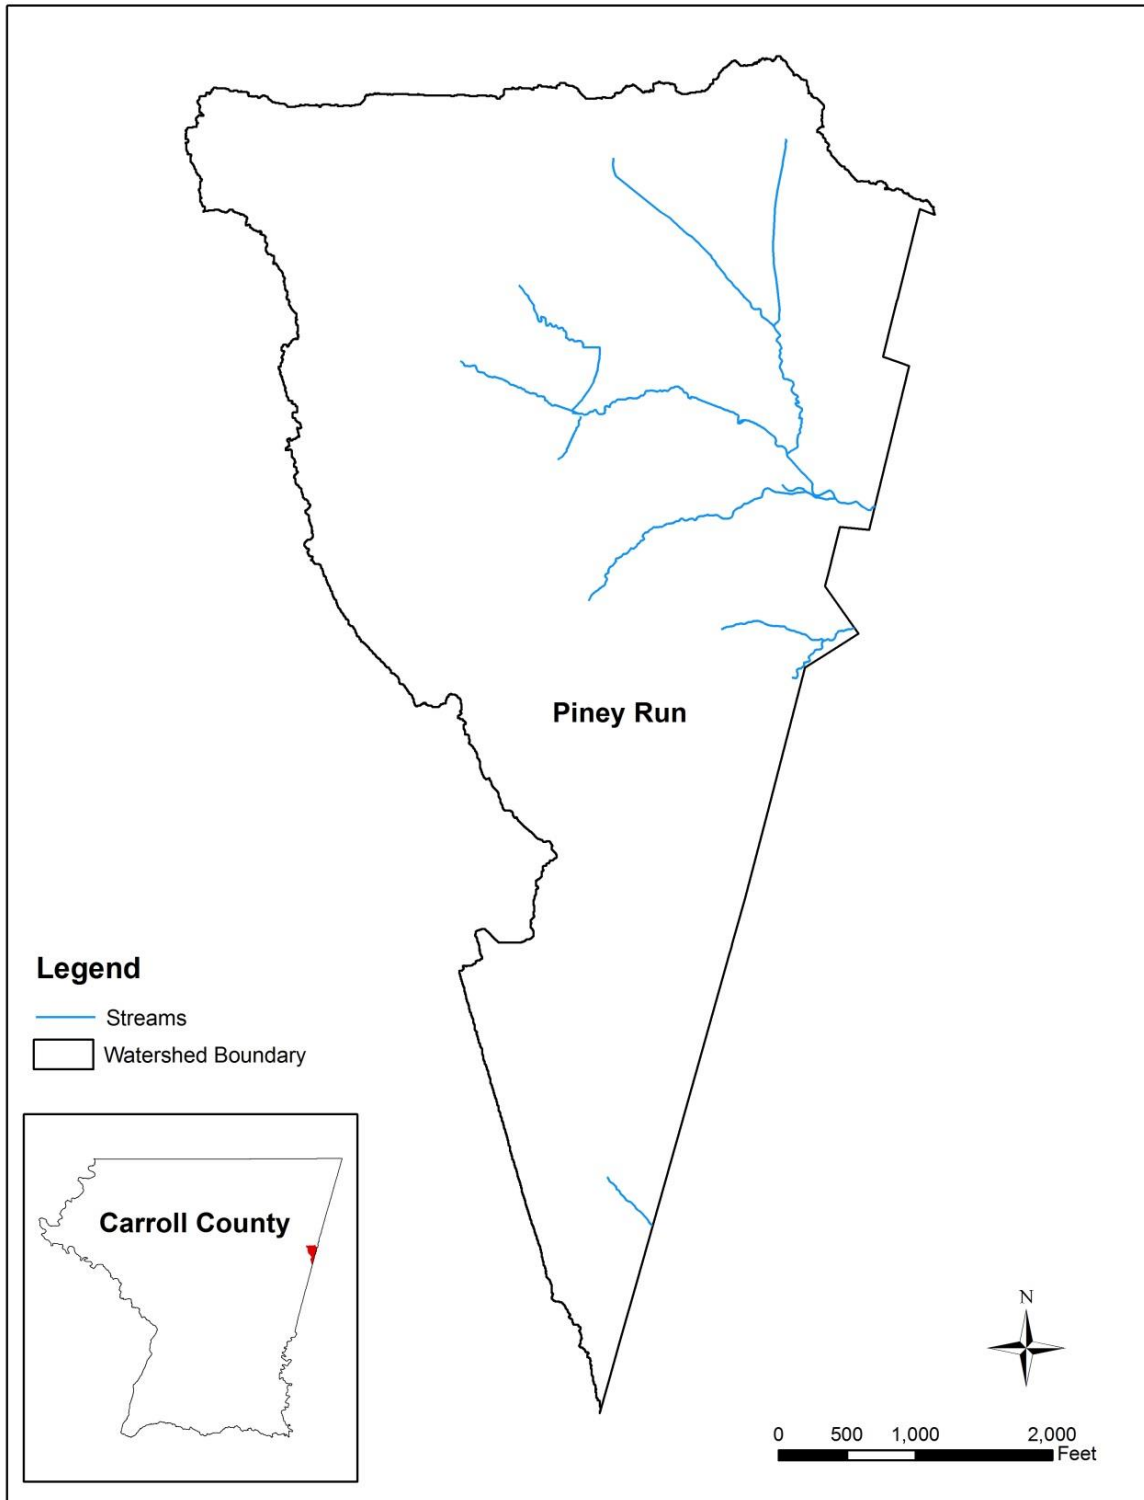 Piney Run
Legend
Streams
Watershed Boundary
Carroll County
N
0 500 1,000 2,000
Feet